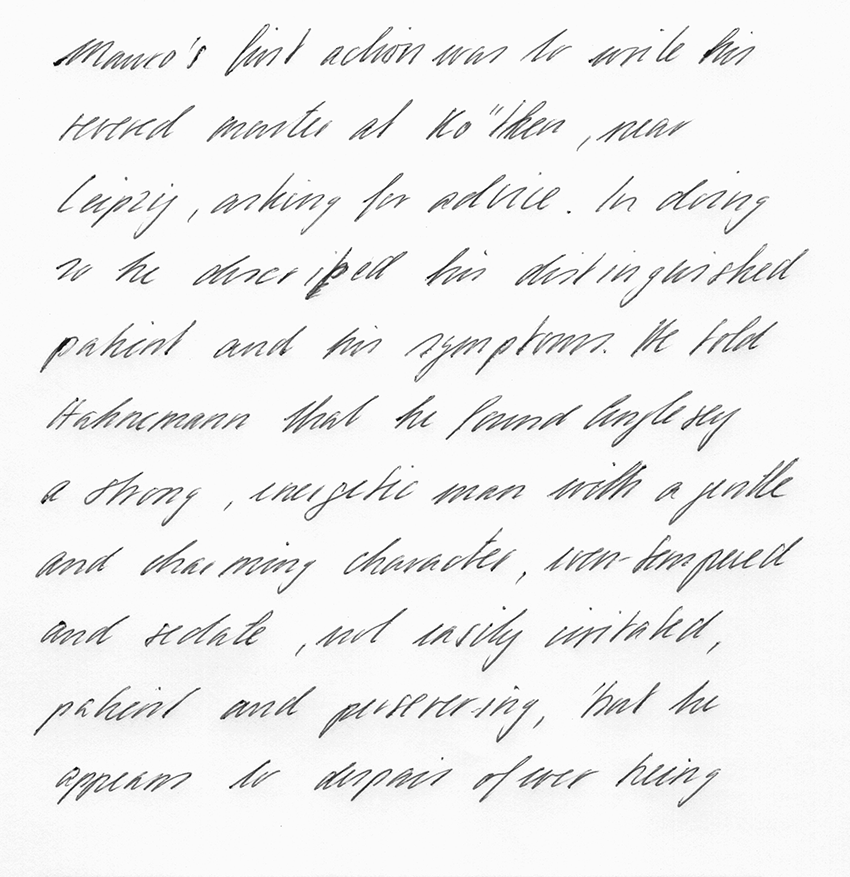 Mauro's first action was to write his
revered master at Kö"then, near
Leipzig, asking for advice. In doing
so he described his distinguished
patient and his symptoms. He told
Hahnemann that he found Anglesey
a strong, energetic man with a gentle
and charming character, even-tempered
and sedate, not easily irritated,
patient and persevering, "but he
appears to despair of ever being